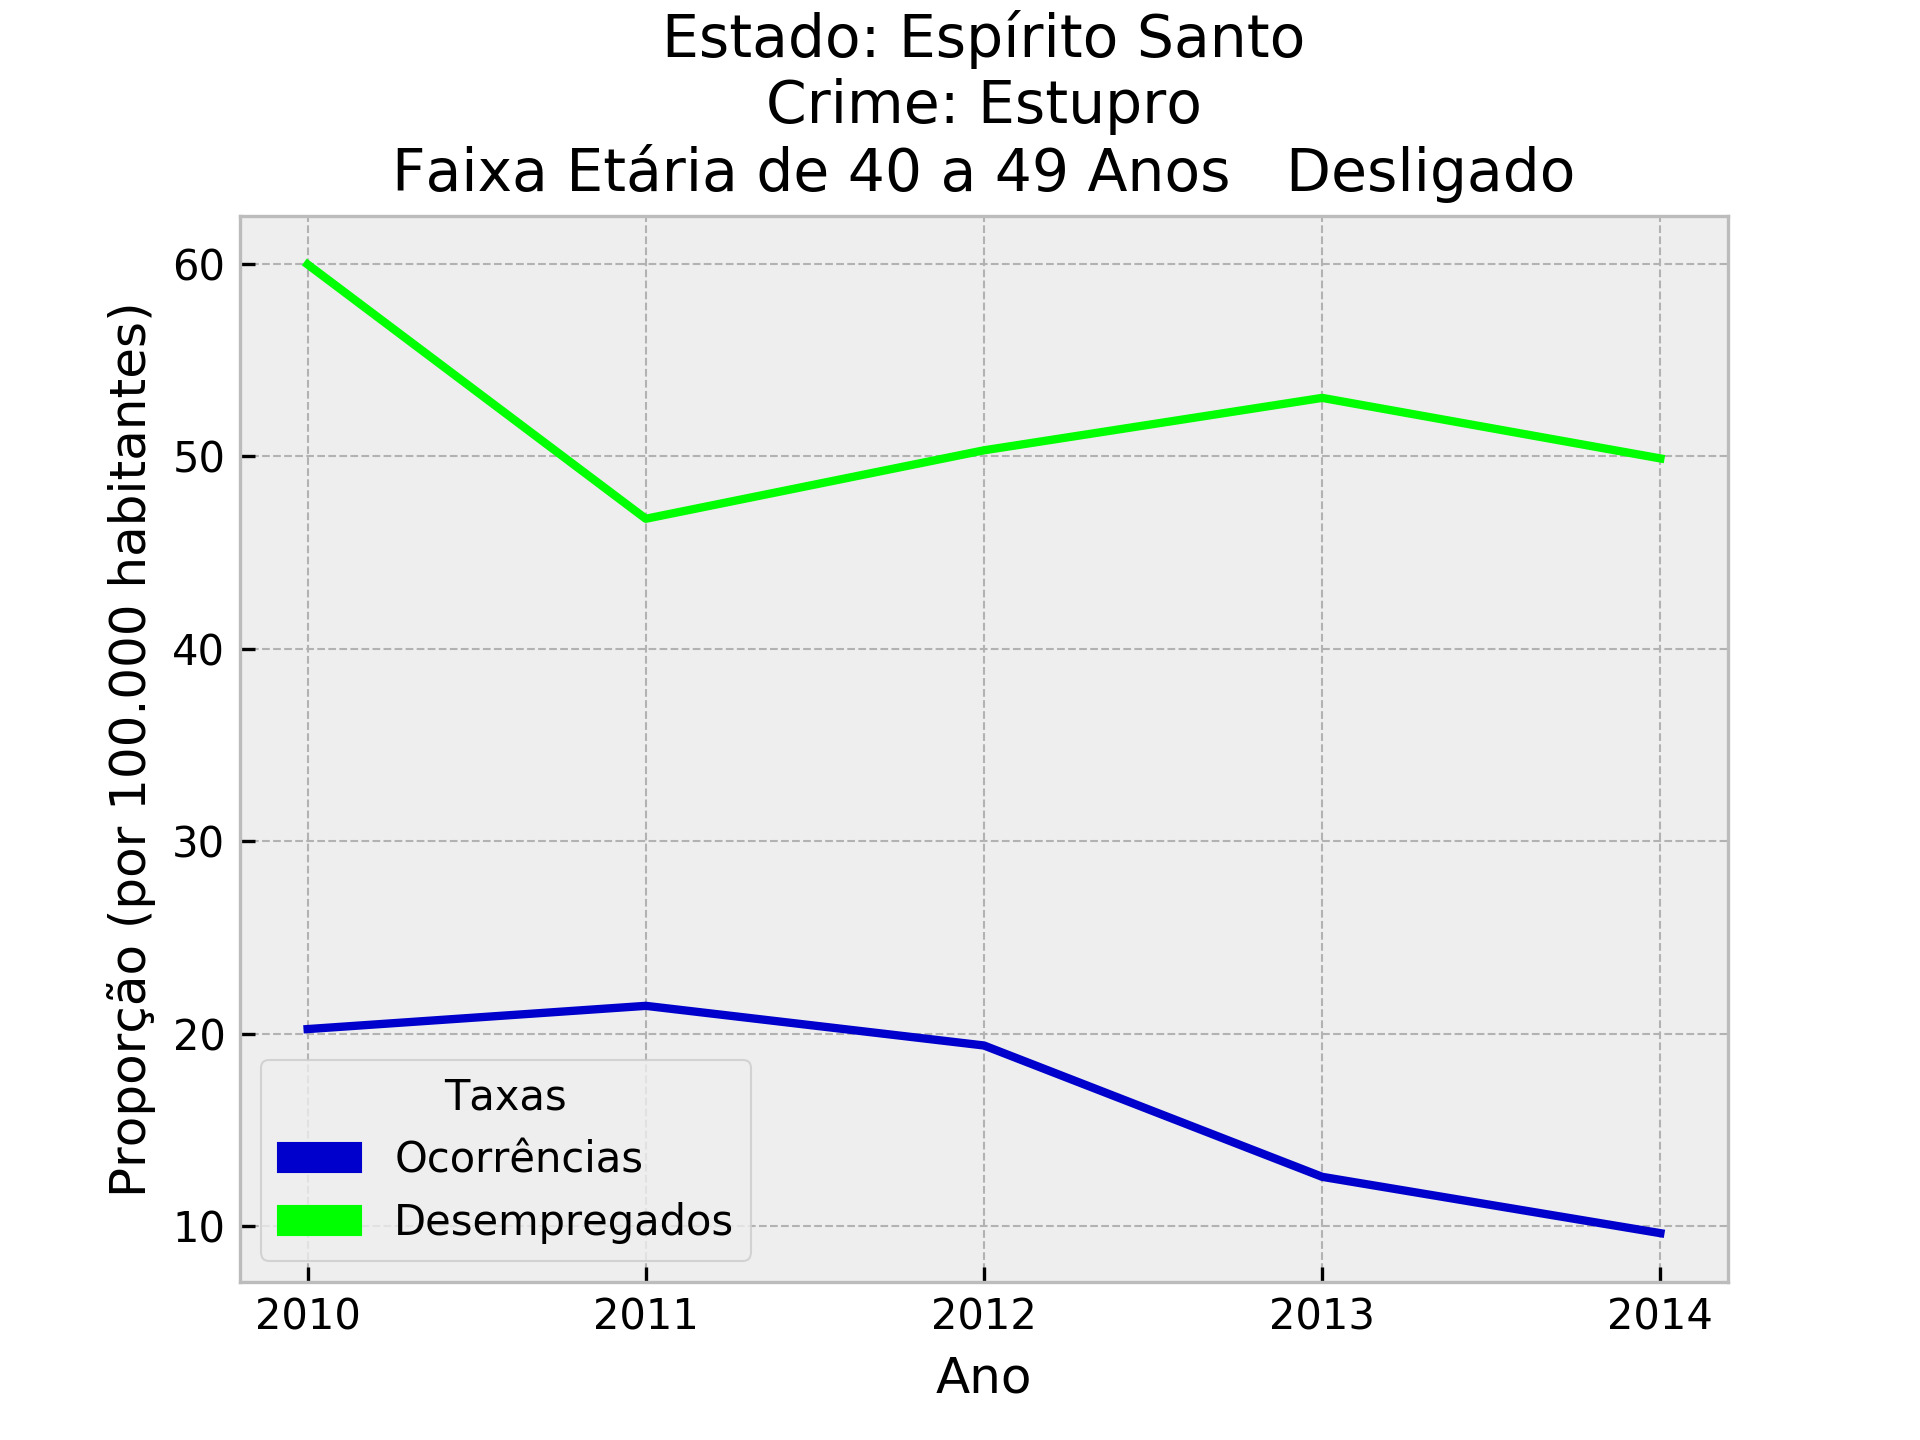 Estado: Espírito Santo
Crime: Estupro
Faixa Etária de 40 a 49 Anos   Desligado
Proporção (por 100.000 habitantes)
60
50
40
30
20
10
Taxas
Ocorrências
Desempregados
2010 2011 2012 2013 2014
Ano